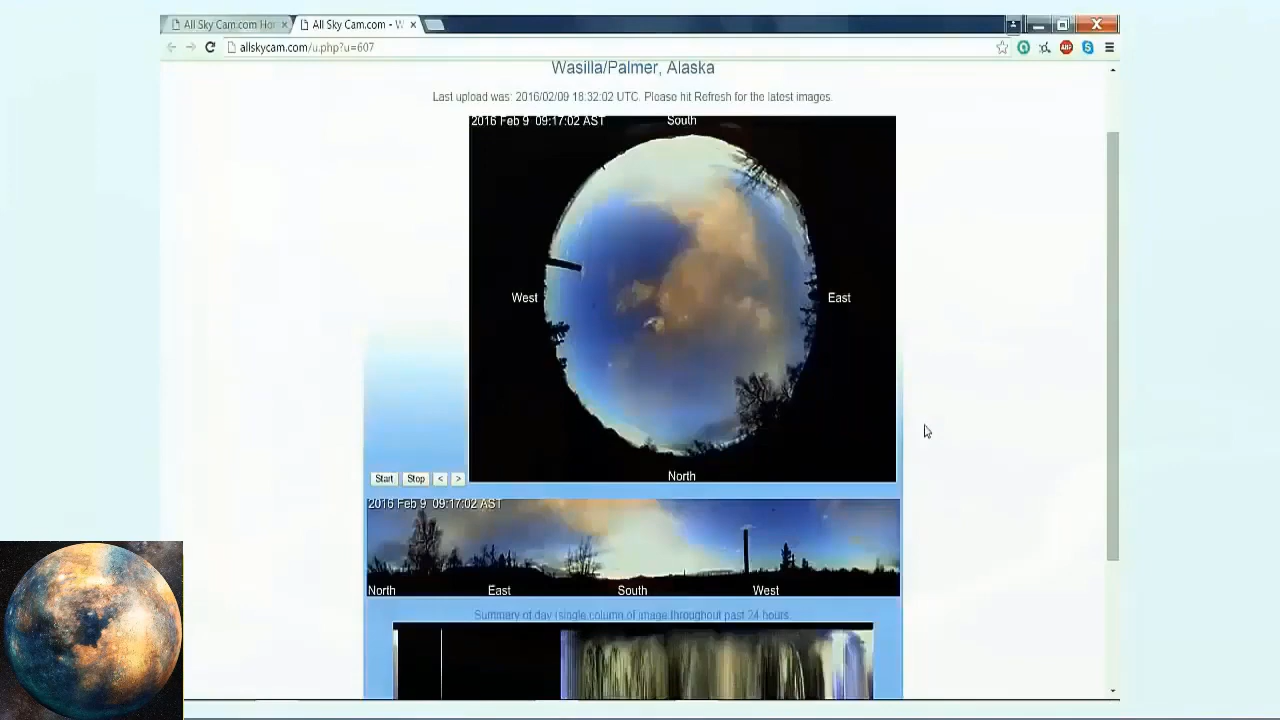 All Sky Cam.com Hor
All Sky Cam.com - W
allskycam.com/u.php?u=607
ABP
Wasilla/Palmer, Alaska
Last upload was: 2016/02/09 18:32:02 UTC. Please hit Refresh for the latest images.
2016 Feb 9 09:17:02 AST
South
West
East
North
Start
Stop
<
>
2016 Feb 9 09:17:02 AST
North
East
South
West
Summary of day (single column of image throughout past 24 hours